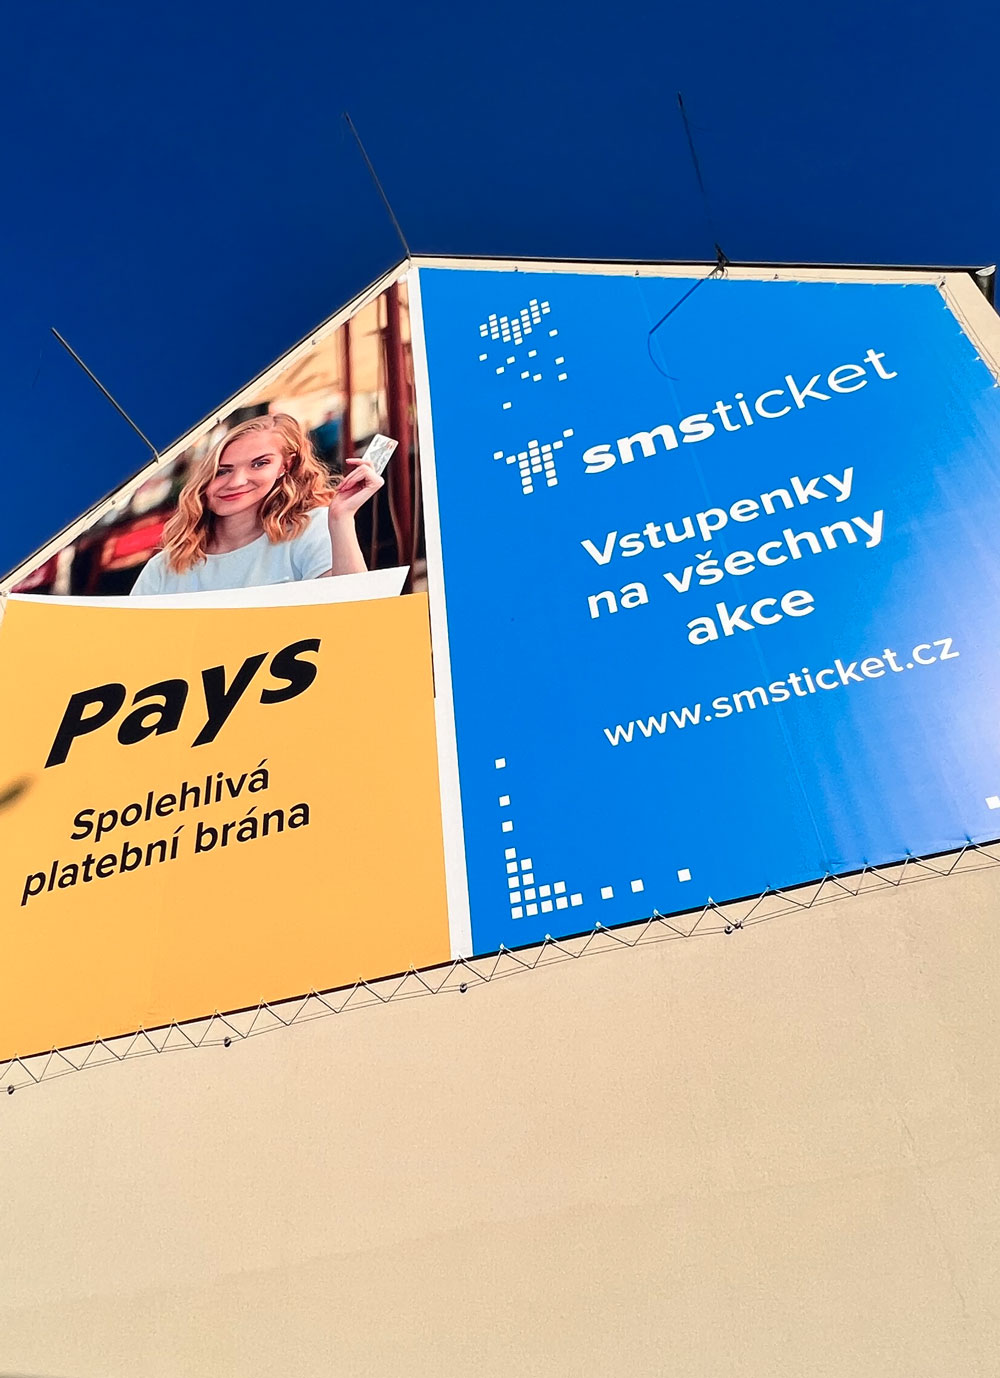 Pays
Spolehlivá
platební brána
smsticket
Vstupenky
na všechny
akce
www.smsticket.cz